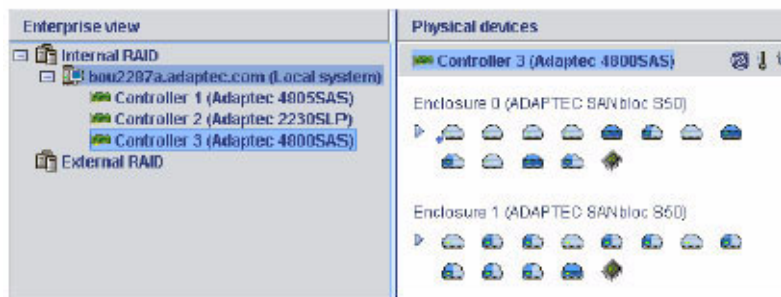 Enterprise view
Internal RAID
bou2287a.adaptec.com (Local system)
Controller 1 (Adaptec 4805SAS)
Controller 2 (Adaptec 2230SLP)
Controller 3 (Adaptec 4800SAS)
External RAID
Physical devices
Controller 3 (Adaptec 4800SAS)
Enclosure 0 (ADAPTEC SANbloc S50)
Enclosure 1 (ADAPTEC SANbloc S50)